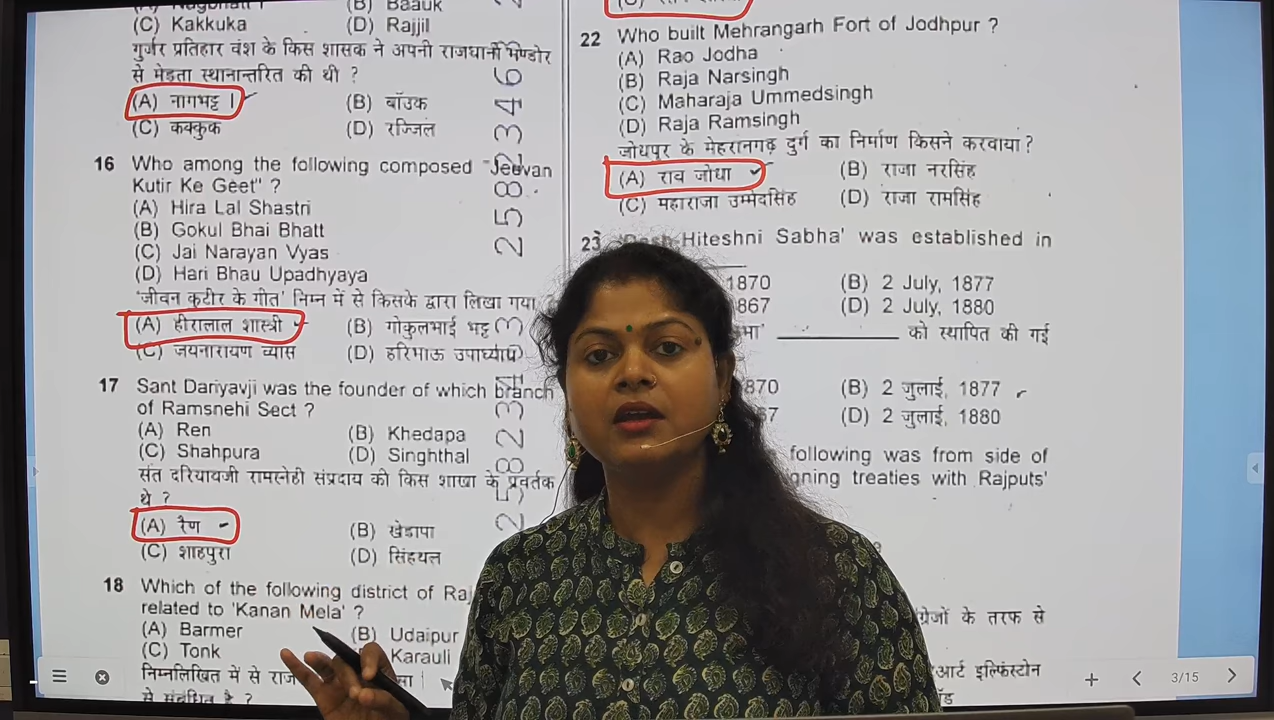 (B) Baauk
(C) Kakkuka (D) Rajjil
गुर्जर प्रतिहार वंश के किस शासक ने अपनी राजधानी मण्डोर
से मेड़ता स्थानान्तरित की थी ?
(A) नागभट्ट I (B) बॉउक
(C) कक्कुक (D) रज्जिल
16 Who among the following composed "Jeevan
Kutir Ke Geet" ?
(A) Hira Lal Shastri
(B) Gokul Bhai Bhatt
(C) Jai Narayan Vyas
(D) Hari Bhau Upadhyaya
'जीवन कुटीर के गीत' निम्न में से किसके द्वारा लिखा गया
(A) हीरालाल शास्त्री (B) गोकुलभाई भट्ट
(C) जयनारायण व्यास (D) हरिभाऊ उपाध्याय
17 Sant Dariyavji was the founder of which branch
of Ramsnehi Sect ?
(A) Ren (B) Khedapa
(C) Shahpura (D) Singhthal
संत दरियावजी रामस्नेही संप्रदाय की किस शाखा के प्रवर्तक
थे ?
(A) रैण (B) खेडापा
(C) शाहपुरा (D) सिंहथल
18 Which of the following district of Raj
related to 'Kanan Mela' ?
(A) Barmer (B) Udaipur
(C) Tonk Karauli
निम्नलिखित में से राज
से संबंधित है ?
22 Who built Mehrangarh Fort of Jodhpur ?
(A) Rao Jodha
(B) Raja Narsingh
(C) Maharaja Ummedsingh
(D) Raja Ramsingh
जोधपूर के मेहरानगढ़ दुर्ग का निर्माण किसने करवाया ?
(A) राव जोधा (B) राजा नरसिंह
(C) महाराजा उम्मेदसिंह (D) राजा रामसिंह
23 Hiteshni Sabha' was established in
1870 (B) 2 July, 1877
867 (D) 2 July, 1880
को स्थापित की गई
870 (B) 2 जुलाई, 1877
67 (D) 2 जुलाई, 1880
following was from side of
treaties with Rajputs'
के तरफ से
इल्फिंस्टोन
3/15